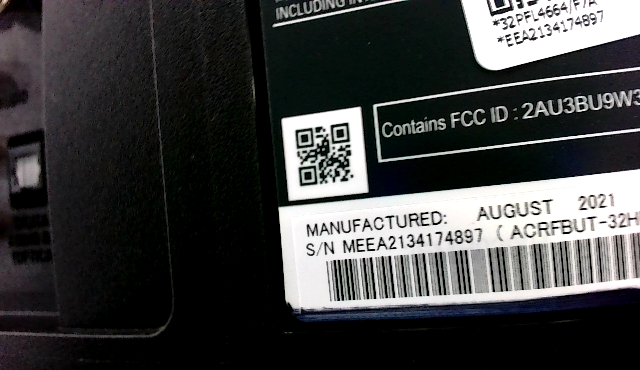 INCLUDING IN
*32PFL4664/F7A
*EEA2134174897
Contains FCC ID : 2AU3BU9W3
MANUFACTURED: AUGUST 2021
S/N MEEA2134174897 ( ACRFBUT-32H